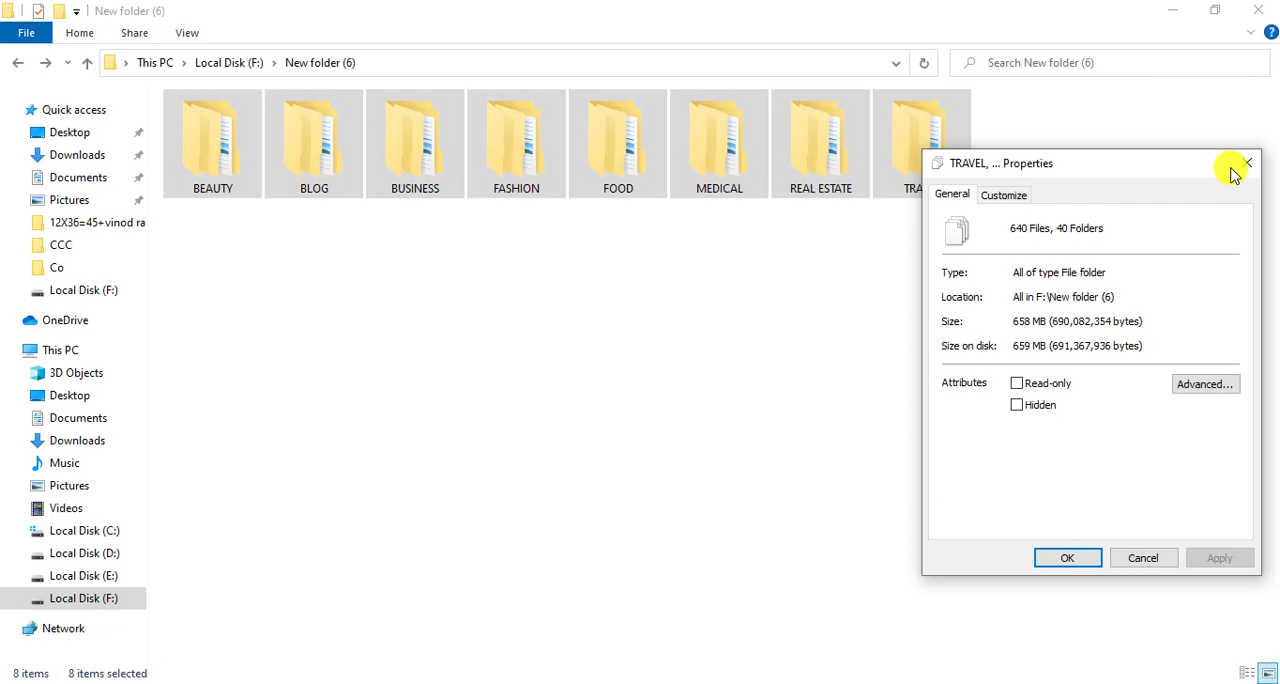 New folder (6)
File Home Share View
This PC Local Disk (F:) New folder (6)
Search New folder (6)
Quick access
Desktop
Downloads
Documents
Pictures
12X36=45+vinod ra
CCC
Co
Local Disk (F:)
OneDrive
This PC
3D Objects
Desktop
Documents
Downloads
Music
Pictures
Videos
Local Disk (C:)
Local Disk (D:)
Local Disk (E:)
Local Disk (F:)
Network
BEAUTY BLOG BUSINESS FASHION FOOD MEDICAL REAL ESTATE TRA
TRAVEL, ... Properties
General Customize
640 Files, 40 Folders
Type: All of type File folder
Location: All in F:\New folder (6)
Size: 658 MB (690,082,354 bytes)
Size on disk: 659 MB (691,367,936 bytes)
Attributes Read-only Advanced...
Hidden
OK Cancel Apply
8 items 8 items selected